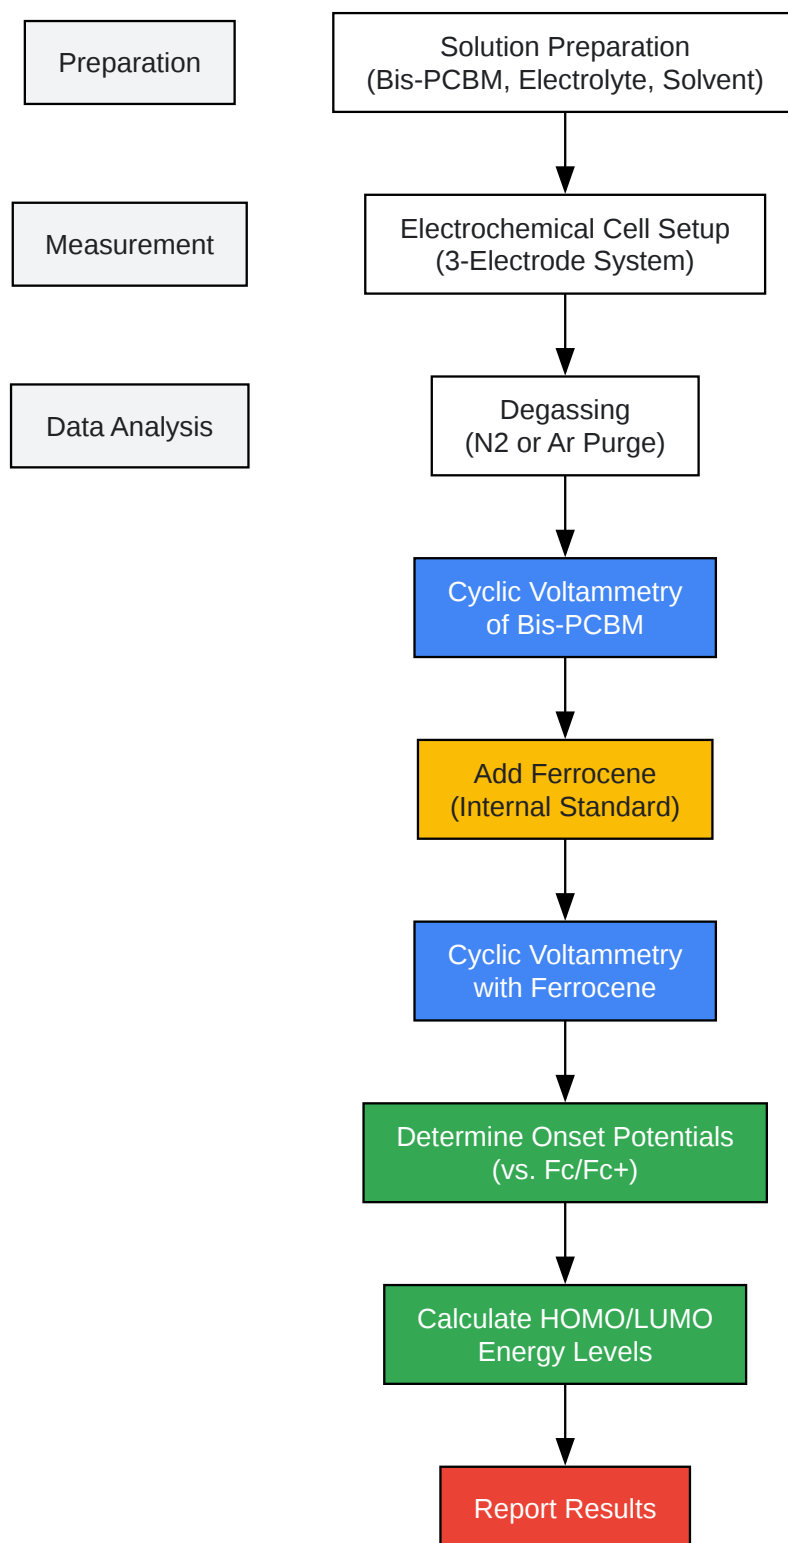 Preparation
Solution Preparation
(Bis-PCBM, Electrolyte, Solvent)
Measurement
Electrochemical Cell Setup
(3-Electrode System)
Data Analysis
Degassing
(N2 or Ar Purge)
Cyclic Voltammetry
of Bis-PCBM
Add Ferrocene
(Internal Standard)
Cyclic Voltammetry
with Ferrocene
Determine Onset Potentials
(vs. Fc/Fc+)
Calculate HOMO/LUMO
Energy Levels
Report Results